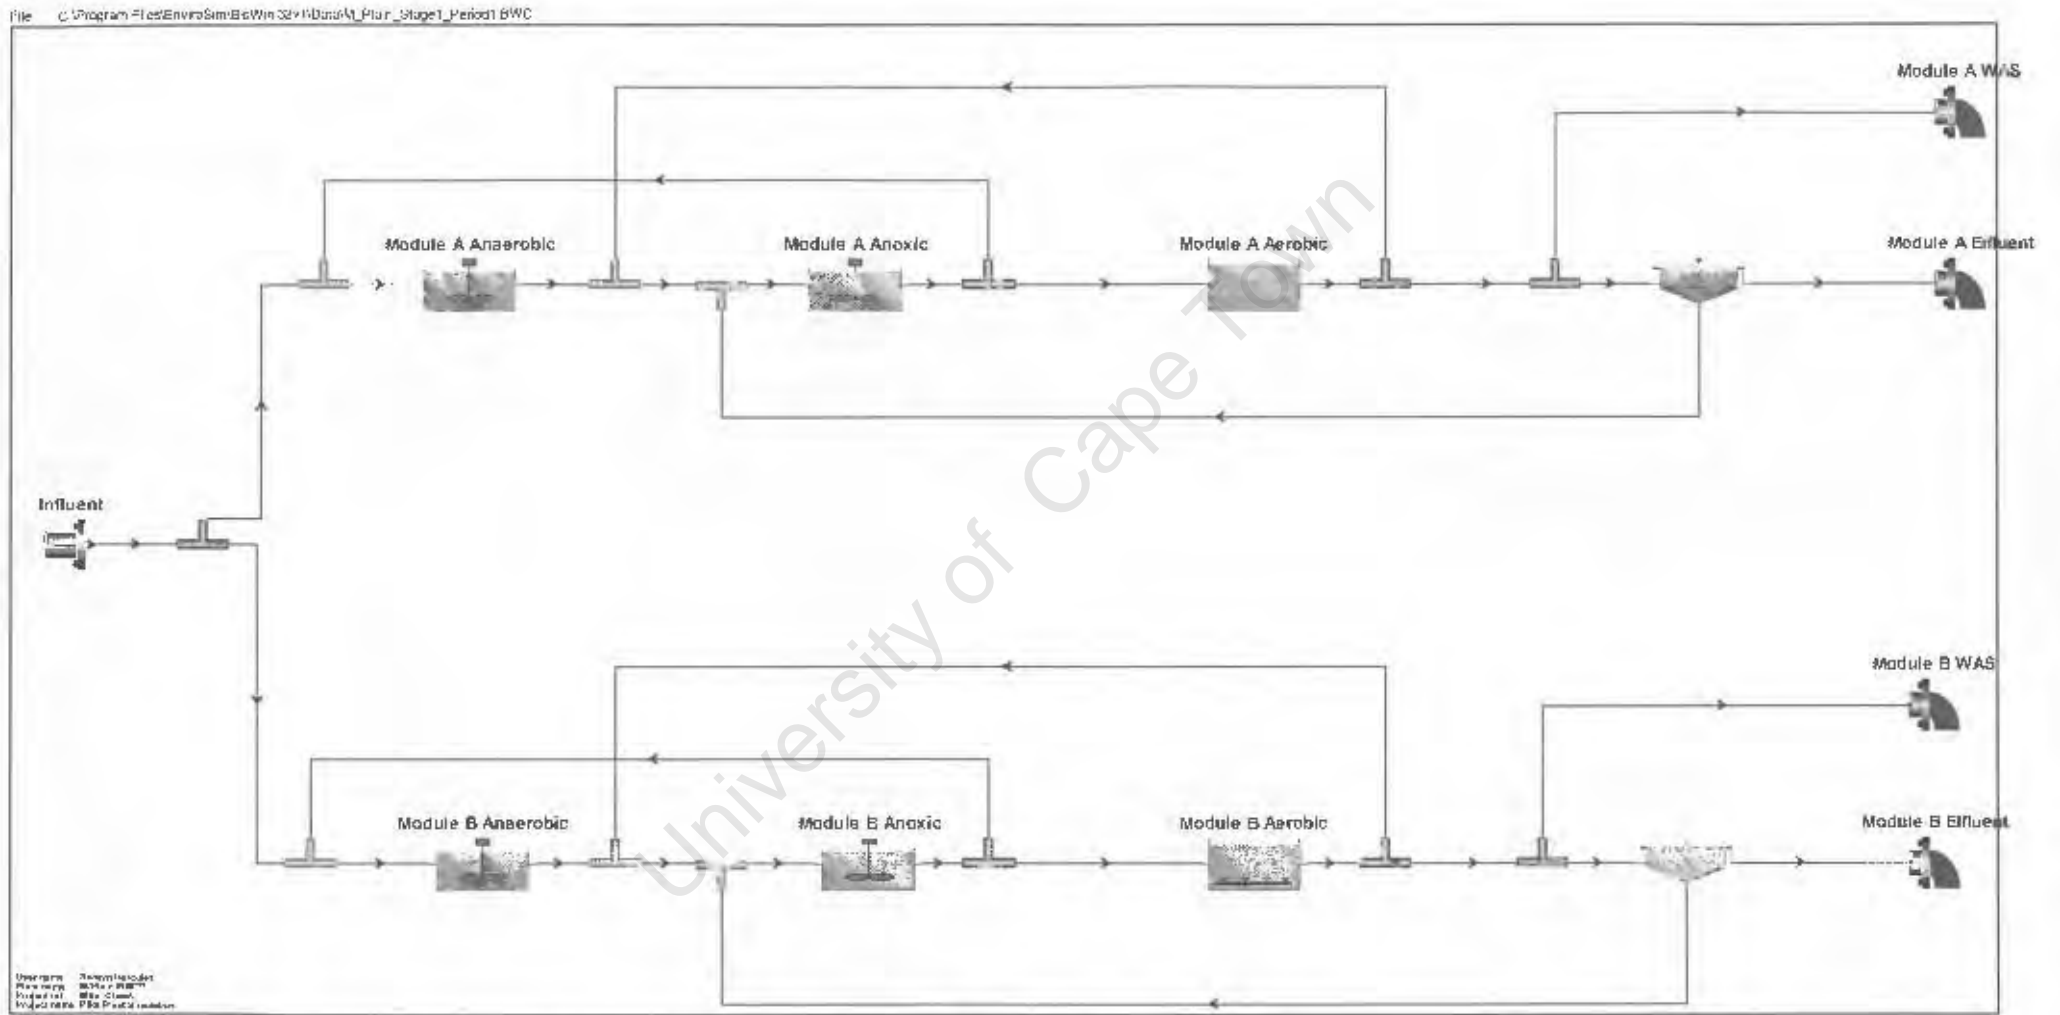 File
Module A WAS
Module A Anaerobic
Module A Anoxic
Module A Aerobic
Module A Effluent
Influent
Module B WAS
Module B Anaerobic
Module B Anoxic
Module B Aerobic
Module B Effluent
University of Cape Town